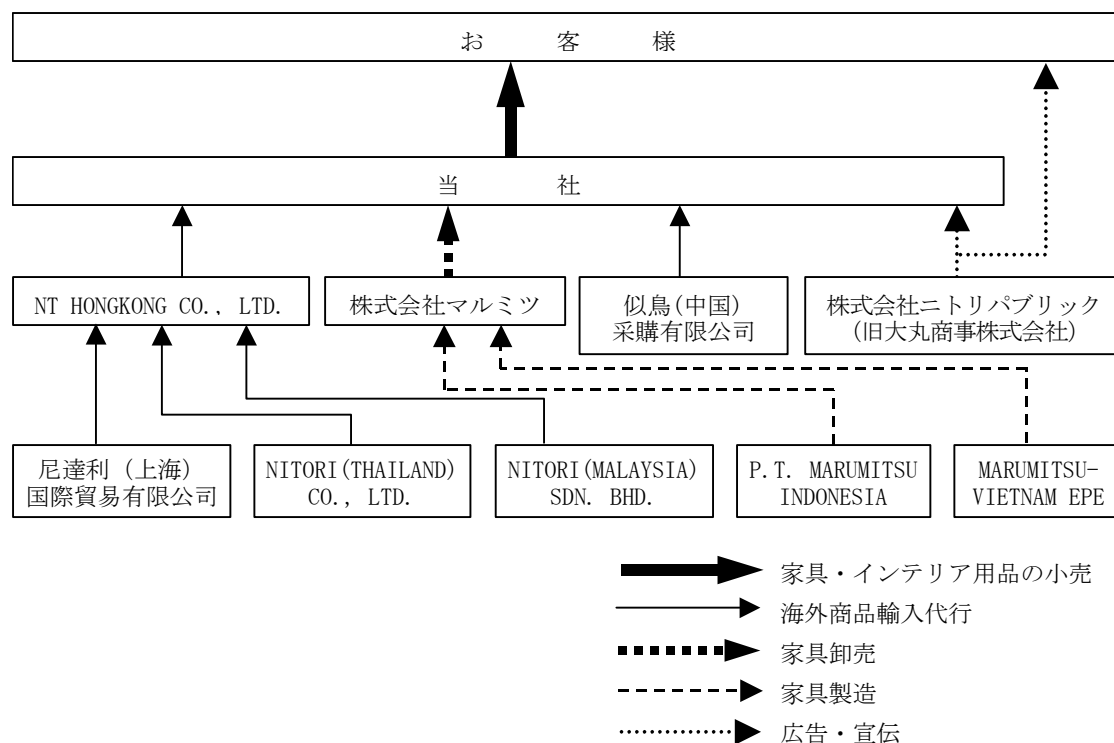 お客様
当社
NT HONGKONG CO., LTD.
株式会社マルミツ
似鳥(中国)
采購有限公司
株式会社ニトリパブリック
(旧大丸商事株式会社)
尼達利 (上海)
国際貿易有限公司
NITORI(THAILAND)
CO., LTD.
NITORI(MALAYSIA)
SDN. BHD.
P.T. MARUMITSU
INDONESIA
MARUMITSU-
VIETNAM EPE
家具・インテリア用品の小売
海外商品輸入代行
家具卸売
家具製造
広告・宣伝